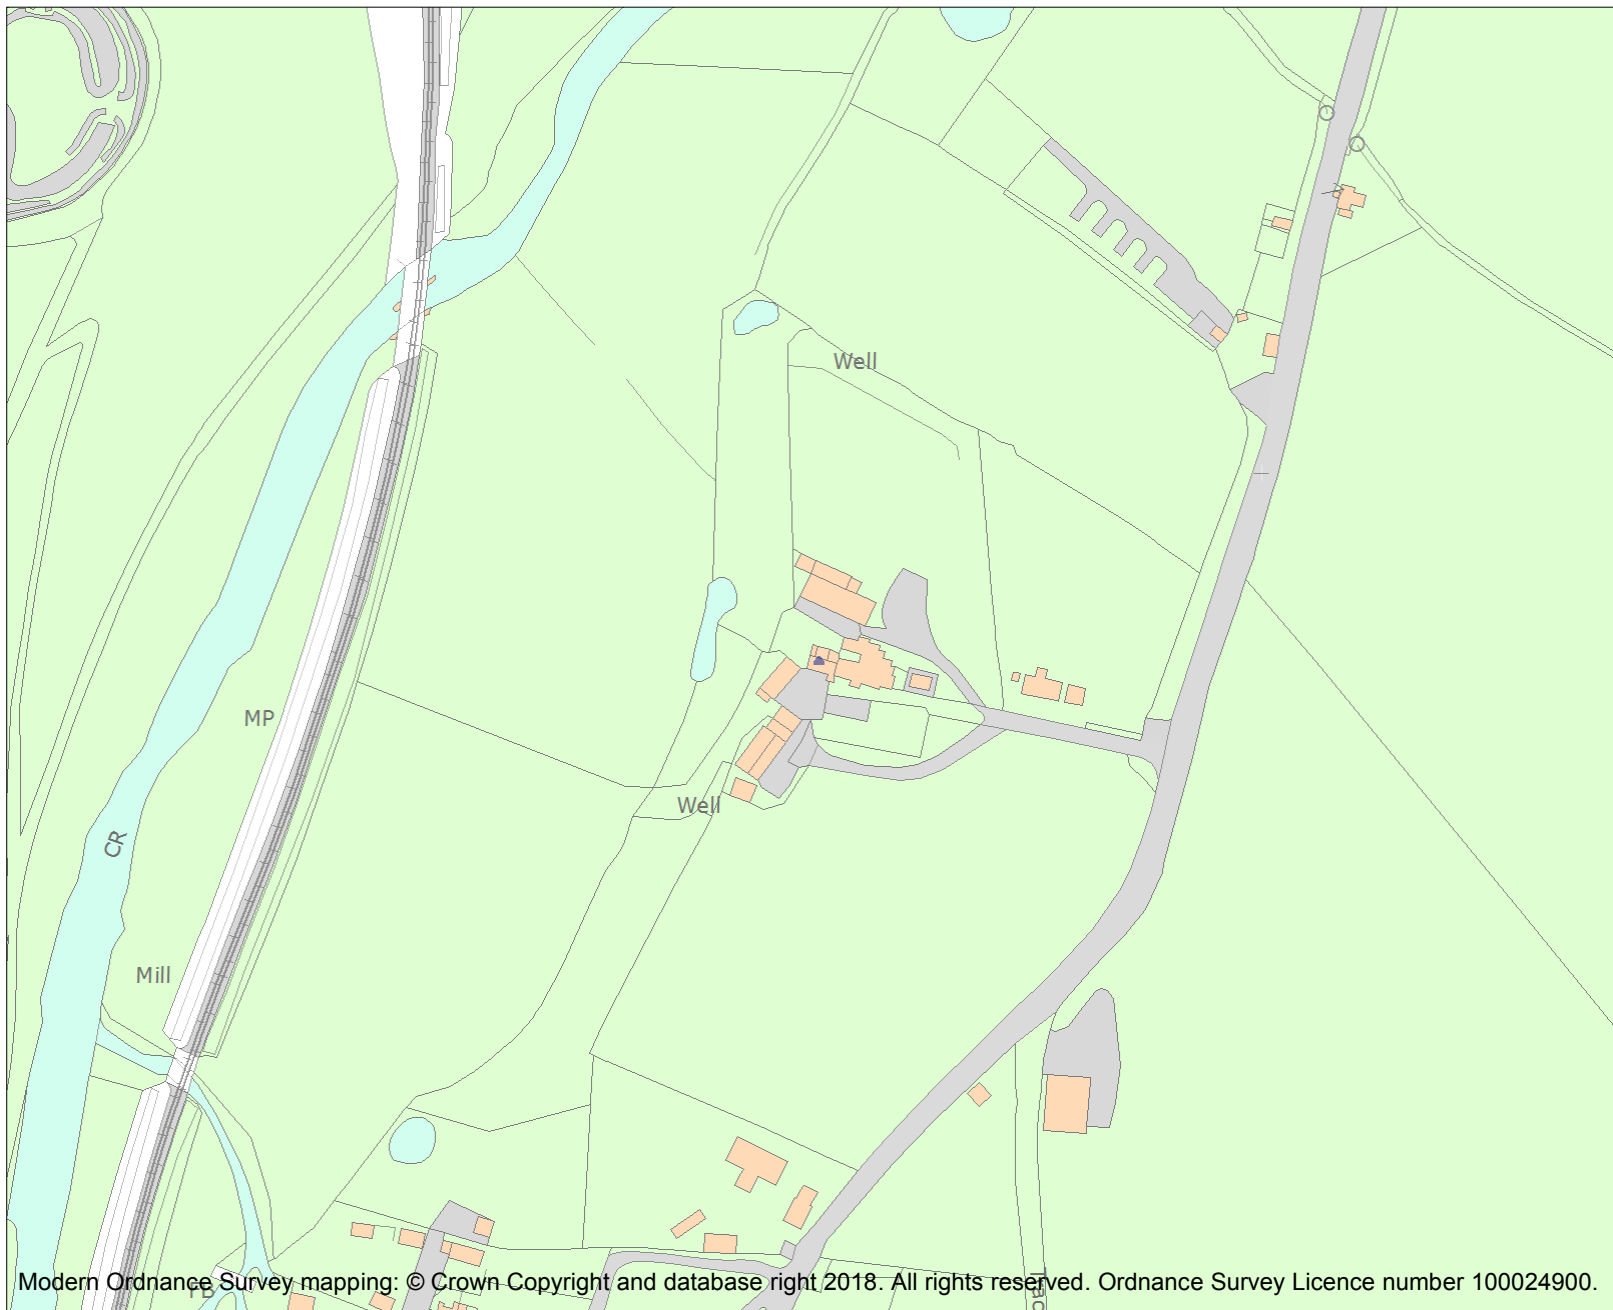 Well
MP
Well
CR
Mill
FB
Modern Ordnance Survey mapping: © Crown Copyright and database right 2018. All rights reserved. Ordnance Survey Licence number 100024900.